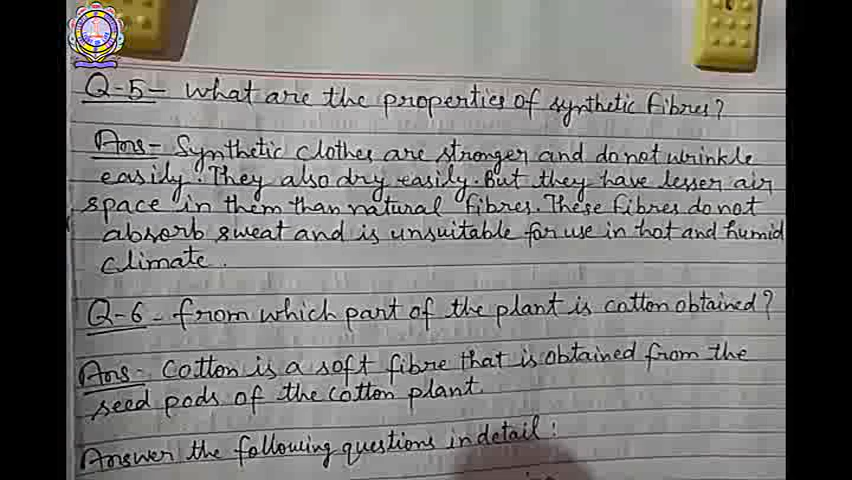 Q-5- What are the properties of synthetic fibres?
Ans- Synthetic clothes are stronger and do not wrinkle
easily. They also dry easily. But they have lesser air
space in them than natural fibres. These fibres do not
absorb sweat and is unsuitable for use in hot and humid
climate.
Q-6- From which part of the plant is cotton obtained?
Ans- Cotton is a soft fibre that is obtained from the
seed pods of the cotton plant.
Answer the following questions in detail: